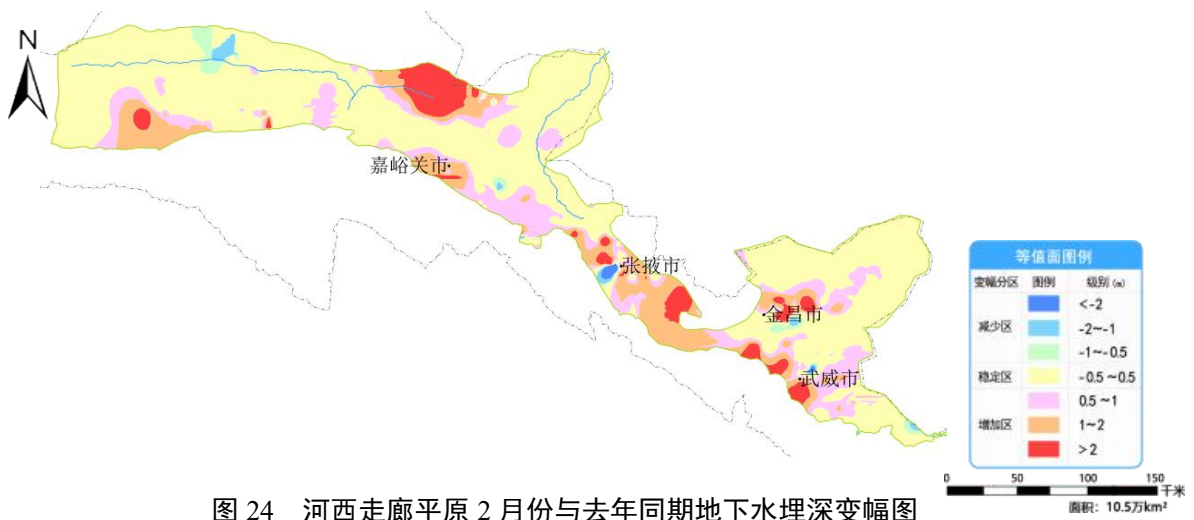 N
嘉峪关市
张掖市
金昌市
武威市
等值面图例
变幅分区 图例 级别 (m)
减少区
<-2
-2~-1
-1~-0.5
稳定区 -0.5~0.5
增加区
0.5~1
1~2
>2
0 50 100 150
千米
面积: 10.5万km²
图 24 河西走廊平原 2 月份与去年同期地下水埋深变幅图